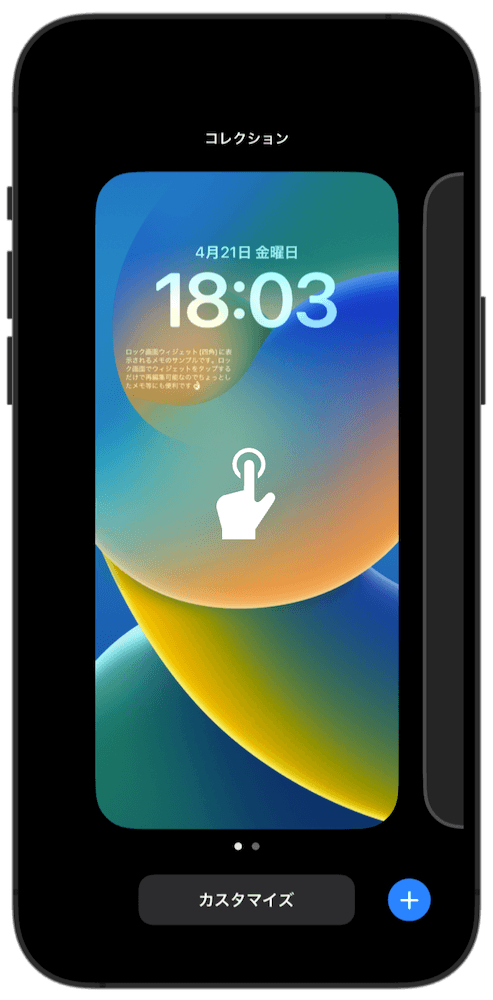 コレクション
4月21日 金曜日
18:03
ロック画面ウィジェット [四角] に表
示されるメモのサンプルです。ロッ
ク画面でウィジェットをタップする
だけで再編集可能なのでちょっとし
たメモ等にも便利です
カスタマイズ